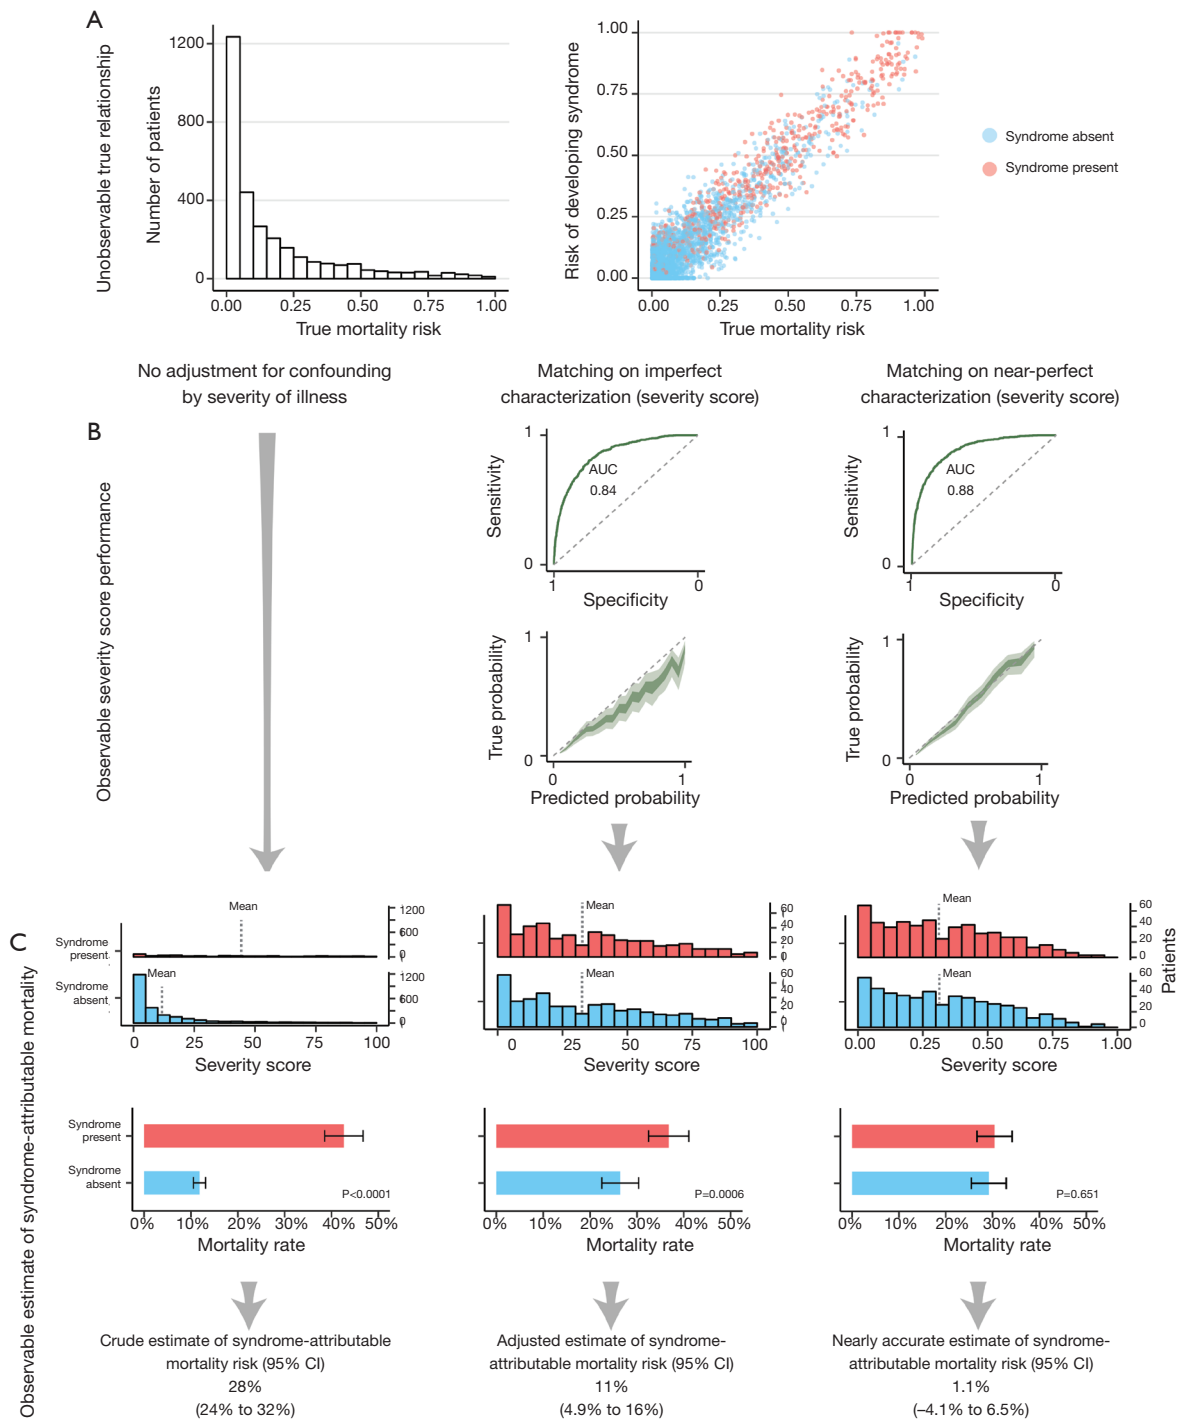 A
Unobservable true relationship
Number of patients
1200
800
400
0
0.00
0.25
0.50
0.75
1.00
True mortality risk
Risk of developing syndrome
1.00
0.75
0.50
0.25
0.00
0.00
0.25
0.50
0.75
1.00
True mortality risk
Syndrome absent
Syndrome present
No adjustment for confounding
by severity of illness
Matching on imperfect
characterization (severity score)
Matching on near-perfect
characterization (severity score)
B
Observable severity score performance
Sensitivity
1
0
AUC
0.84
1
0
Specificity
Sensitivity
1
0
AUC
0.88
1
0
Specificity
True probability
1
0
0
1
Predicted probability
True probability
1
0
0
1
Predicted probability
C
Observable estimate of syndrome-attributable mortality
Syndrome
present
Mean
1200
600
0
Syndrome
absent
Mean
1200
600
0
0
25
50
75
100
Severity score
Mean
60
40
20
0
Mean
60
40
20
0
0
25
50
75
100
Severity score
Mean
60
40
20
0
Mean
60
40
20
0
Patients
0.00
0.25
0.50
0.75
1.00
Severity score
Syndrome
present
Syndrome
absent
P<0.0001
0%
10%
20%
30%
40%
50%
Mortality rate
P=0.0006
0%
10%
20%
30%
40%
50%
Mortality rate
P=0.651
0%
10%
20%
30%
40%
50%
Mortality rate
Crude estimate of syndrome-attributable
mortality risk (95% CI)
28%
(24% to 32%)
Adjusted estimate of syndrome-
attributable mortality risk (95% CI)
11%
(4.9% to 16%)
Nearly accurate estimate of syndrome-
attributable mortality risk (95% CI)
1.1%
(–4.1% to 6.5%)